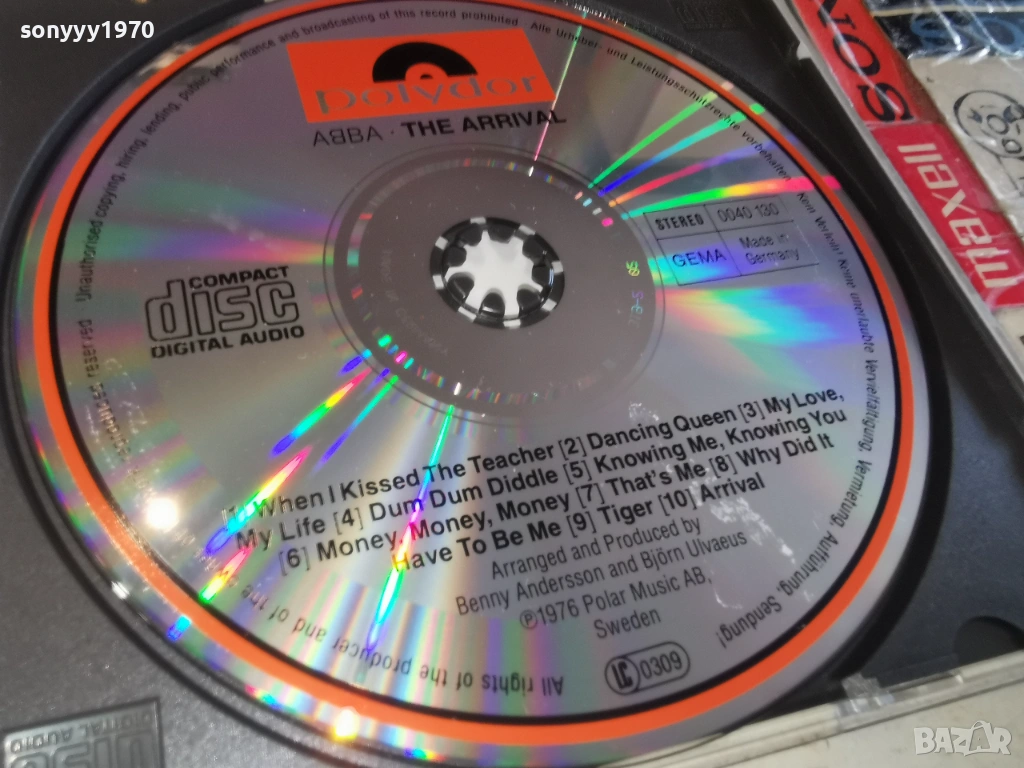 sonyyy1970
Unauthorised copying, hiring, lending, public performance and broadcasting of this record prohibited
Alle Urheber- und Leistungsschutzrechte vorbehalten. Kein Verleih! Keine unerlaubte Vervielfältigung, Vermietung, Aufführung, Sendung!
polydor
ABBA · THE ARRIVAL
STEREO
0040 130
GEMA
Made in
Germany
COMPACT
disc
DIGITAL AUDIO
[1] When I Kissed The Teacher [2] Dancing Queen [3] My Love,
My Life [4] Dum Dum Diddle [5] Knowing Me, Knowing You
[6] Money, Money, Money [7] That's Me [8] Why Did It
Have To Be Me [9] Tiger [10] Arrival
Arranged and Produced by
Benny Andersson and Björn Ulvaeus
℗1976 Polar Music AB,
Sweden
LC 0309
All rights of the producer and of the
reserved
maxell
DIGITAL AUDIO
BAZAR